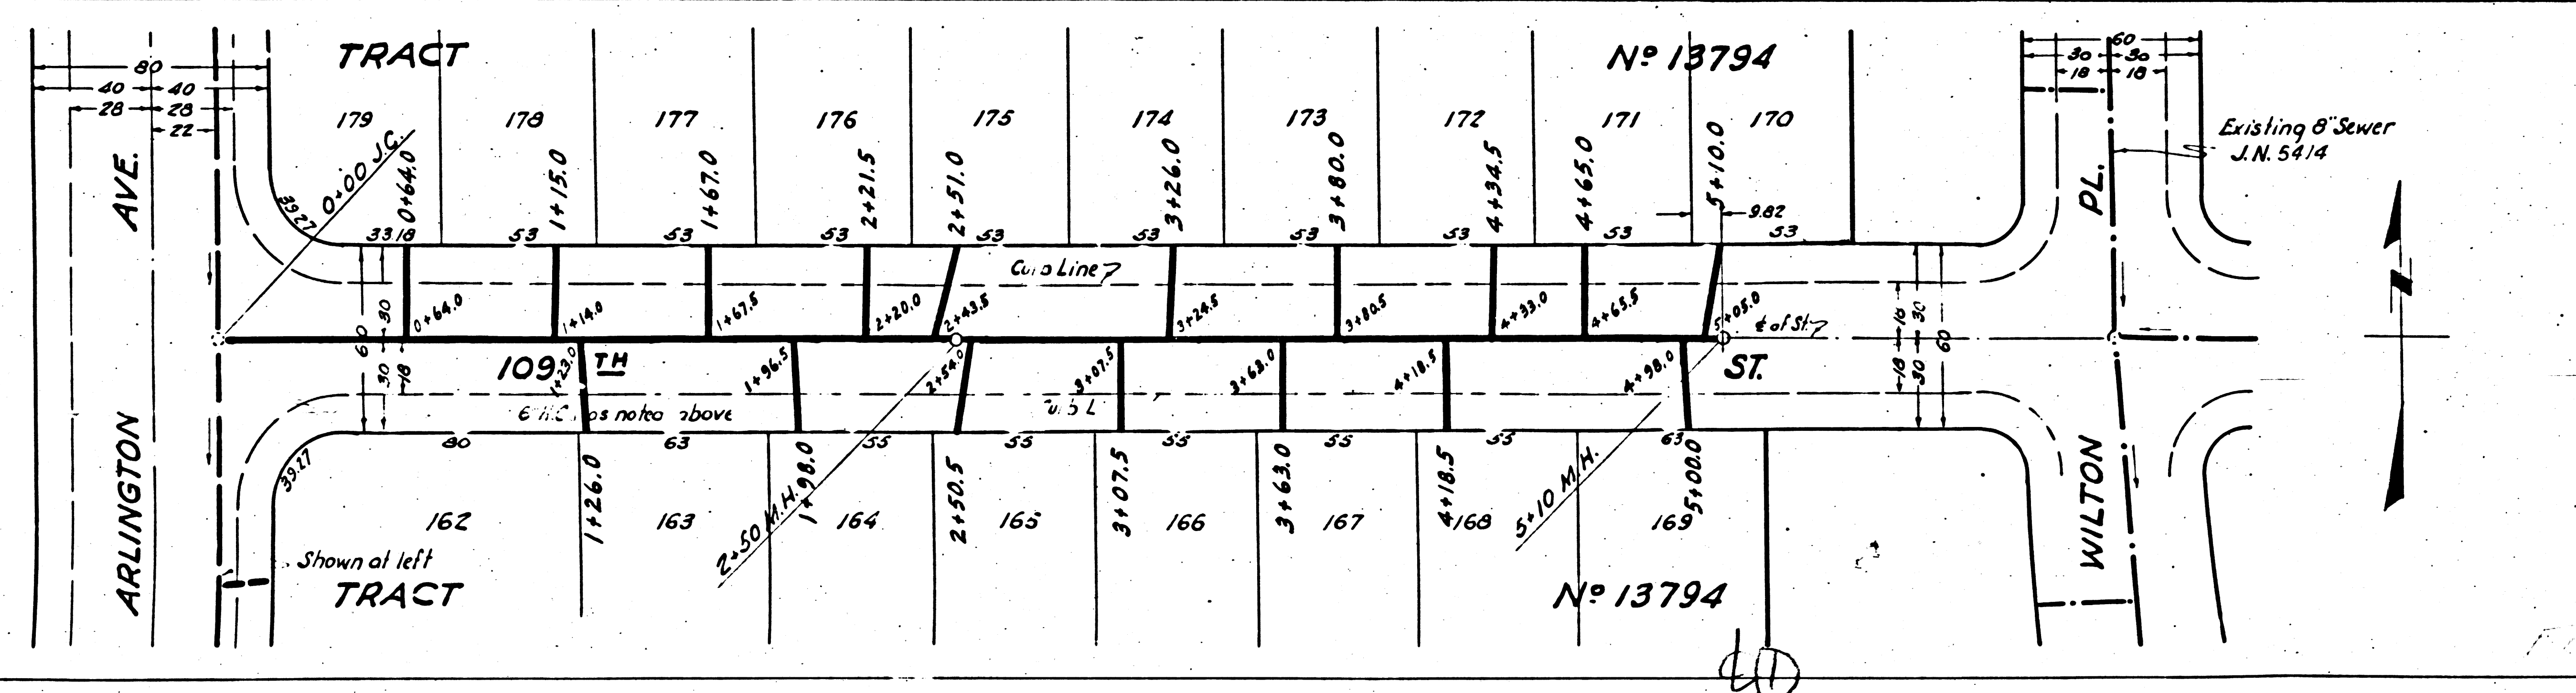 TRACT
No 13794
80
40 40
28 28
22
60
30 30
18 18
179 178 177 176 175 174 173 172 171 170
Existing 8" Sewer
J.N. 5414
AVE.
PL.
0+00 J.C.
0+64.0 1+15.0 1+67.0 2+21.5 2+51.0 3+26.0 3+80.0 4+34.5 4+65.0 5+10.0
9.82
39.27
33.18 53 53 53 53 53 53 53 53 53
Line
0+64.0 1+14.0 1+67.5 2+20.0 2+43.5 3+24.5 3+80.5 4+33.0 4+65.5 5+05.0
₵ of St.
60 30 30 18
18 18 30 30 60
N
109 TH
ST.
1+23.0 1+96.5 2+54.0 3+07.5 3+63.0 4+18.5 4+98.0
as noted above
80 63 55 55 55 55 55 63
39.27
1+26.0 1+98.0 2+50.5 3+07.5 3+63.0 4+18.5 5+00.0
2+50 M.H.
5+10 M.H.
162 163 164 165 166 167 168 169
ARLINGTON
WILTON
Shown at left
TRACT
No 13794